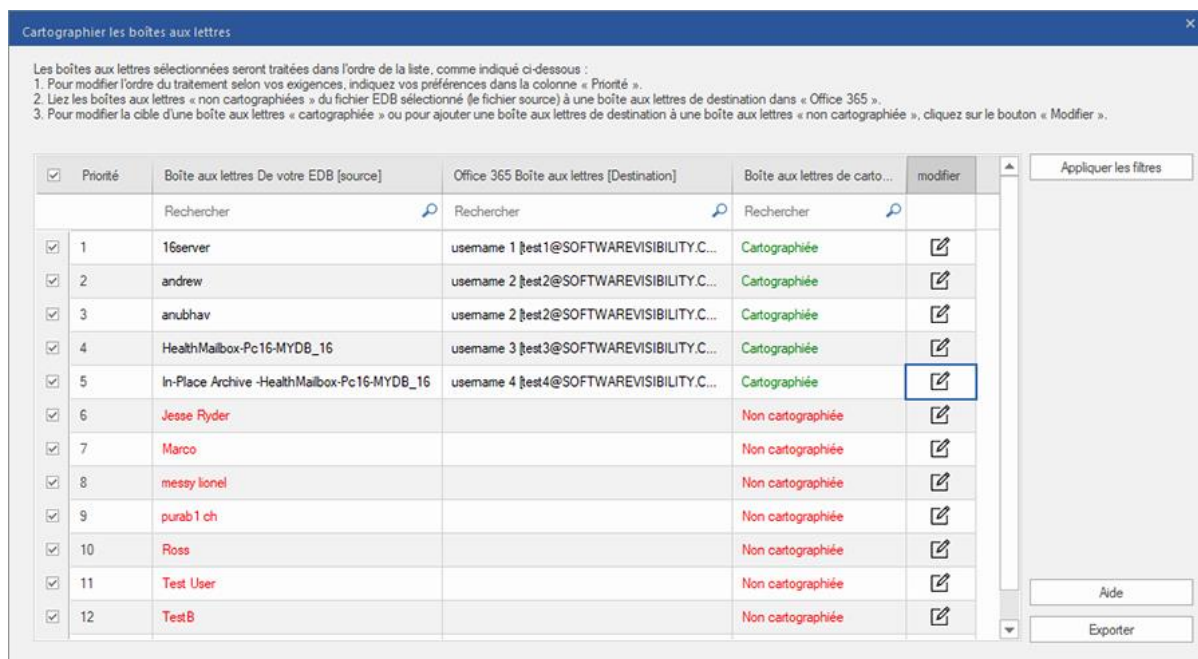 Cartographier les boîtes aux lettres
Les boîtes aux lettres sélectionnées seront traitées dans l'ordre de la liste, comme indiqué ci-dessous :
1. Pour modifier l'ordre du traitement selon vos exigences, indiquez vos préférences dans la colonne « Priorité ».
2. Liez les boîtes aux lettres « non cartographiées » du fichier EDB sélectionné (le fichier source) à une boîte aux lettres de destination dans « Office 365 ».
3. Pour modifier la cible d'une boîte aux lettres « cartographiée » ou pour ajouter une boîte aux lettres de destination à une boîte aux lettres « non cartographiée », cliquez sur le bouton « Modifier ».
Priorité Boîte aux lettres De votre EDB [source] Office 365 Boîte aux lettres [Destination] Boîte aux lettres de carto... modifier Appliquer les filtres
Rechercher Rechercher Rechercher
1 16server username 1 [test1@SOFTWAREVISIBILITY.C... Cartographiée
2 andrew username 2 [test2@SOFTWAREVISIBILITY.C... Cartographiée
3 anubhav username 2 [test2@SOFTWAREVISIBILITY.C... Cartographiée
4 HealthMailbox-Pc16-MYDB_16 username 3 [test3@SOFTWAREVISIBILITY.C... Cartographiée
5 In-Place Archive -HealthMailbox-Pc16-MYDB_16 username 4 [test4@SOFTWAREVISIBILITY.C... Cartographiée
6 Jesse Ryder Non cartographiée
7 Marco Non cartographiée
8 messy lionel Non cartographiée
9 purab1 ch Non cartographiée
10 Ross Non cartographiée
11 Test User Non cartographiée
Aide
12 TestB Non cartographiée
Exporter